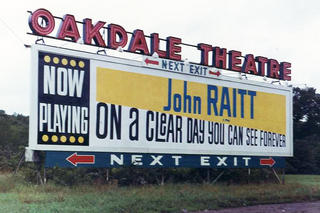 OAKDALE THEATRE
NEXT EXIT
NOW
PLAYING
John RAITT
ON a CLEAR DAY YOU CAN SEE FOREVER
NEXT EXIT